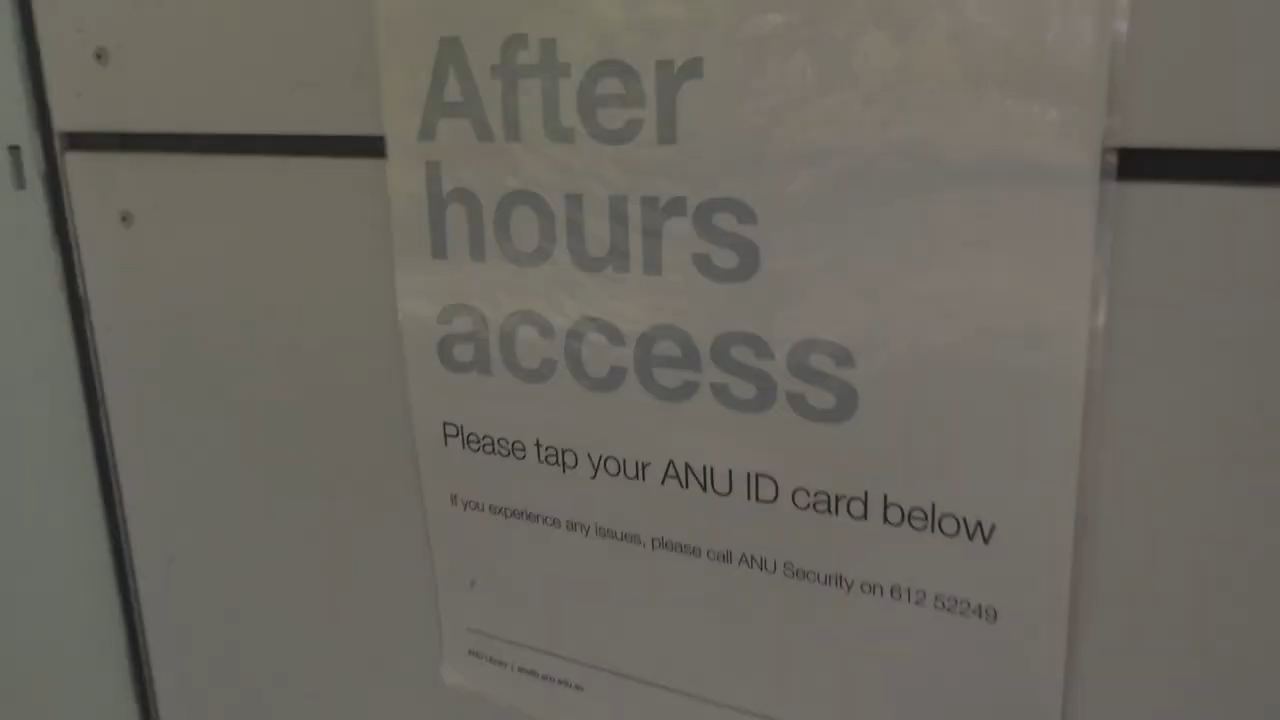 After
hours
access
Please tap your ANU ID card below
If you experience any issues, please call ANU Security on 612 52249